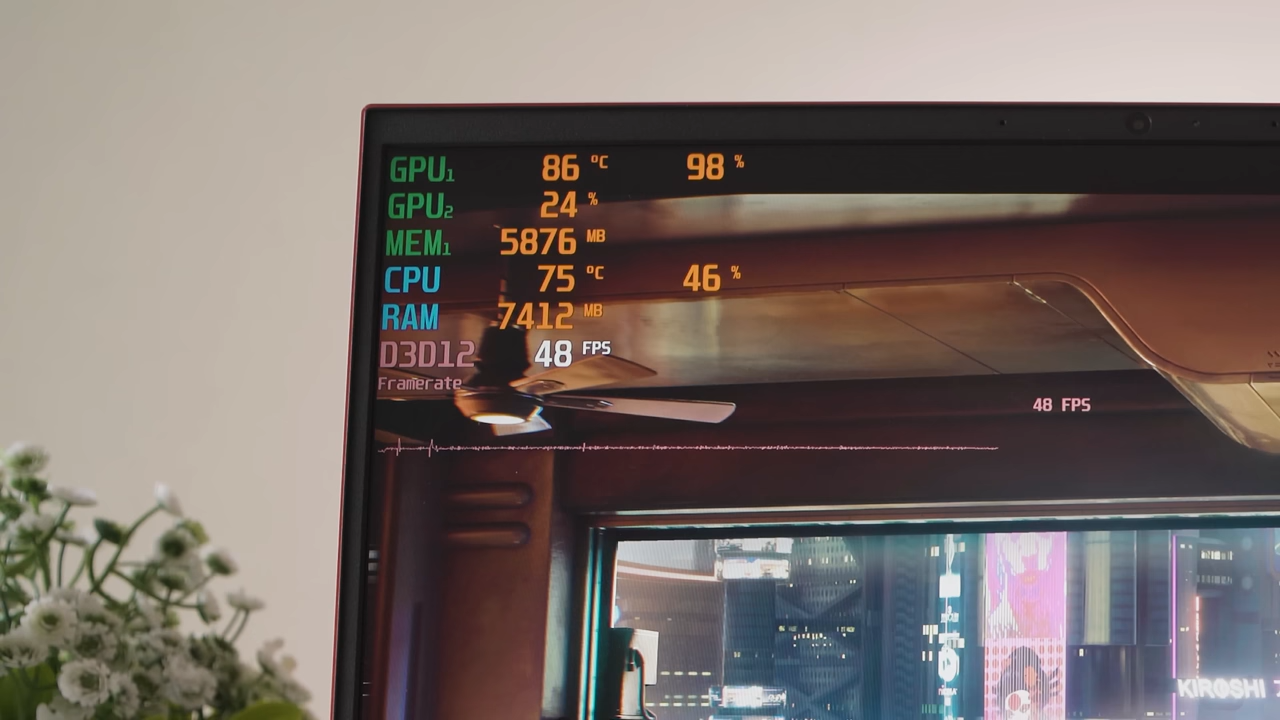 GPU1 86 °C 98 %
GPU2 24 %
MEM1 5876 MB
CPU 75 °C 46 %
RAM 7412 MB
D3D12 48 FPS
Framerate
48 FPS
KIROSHI